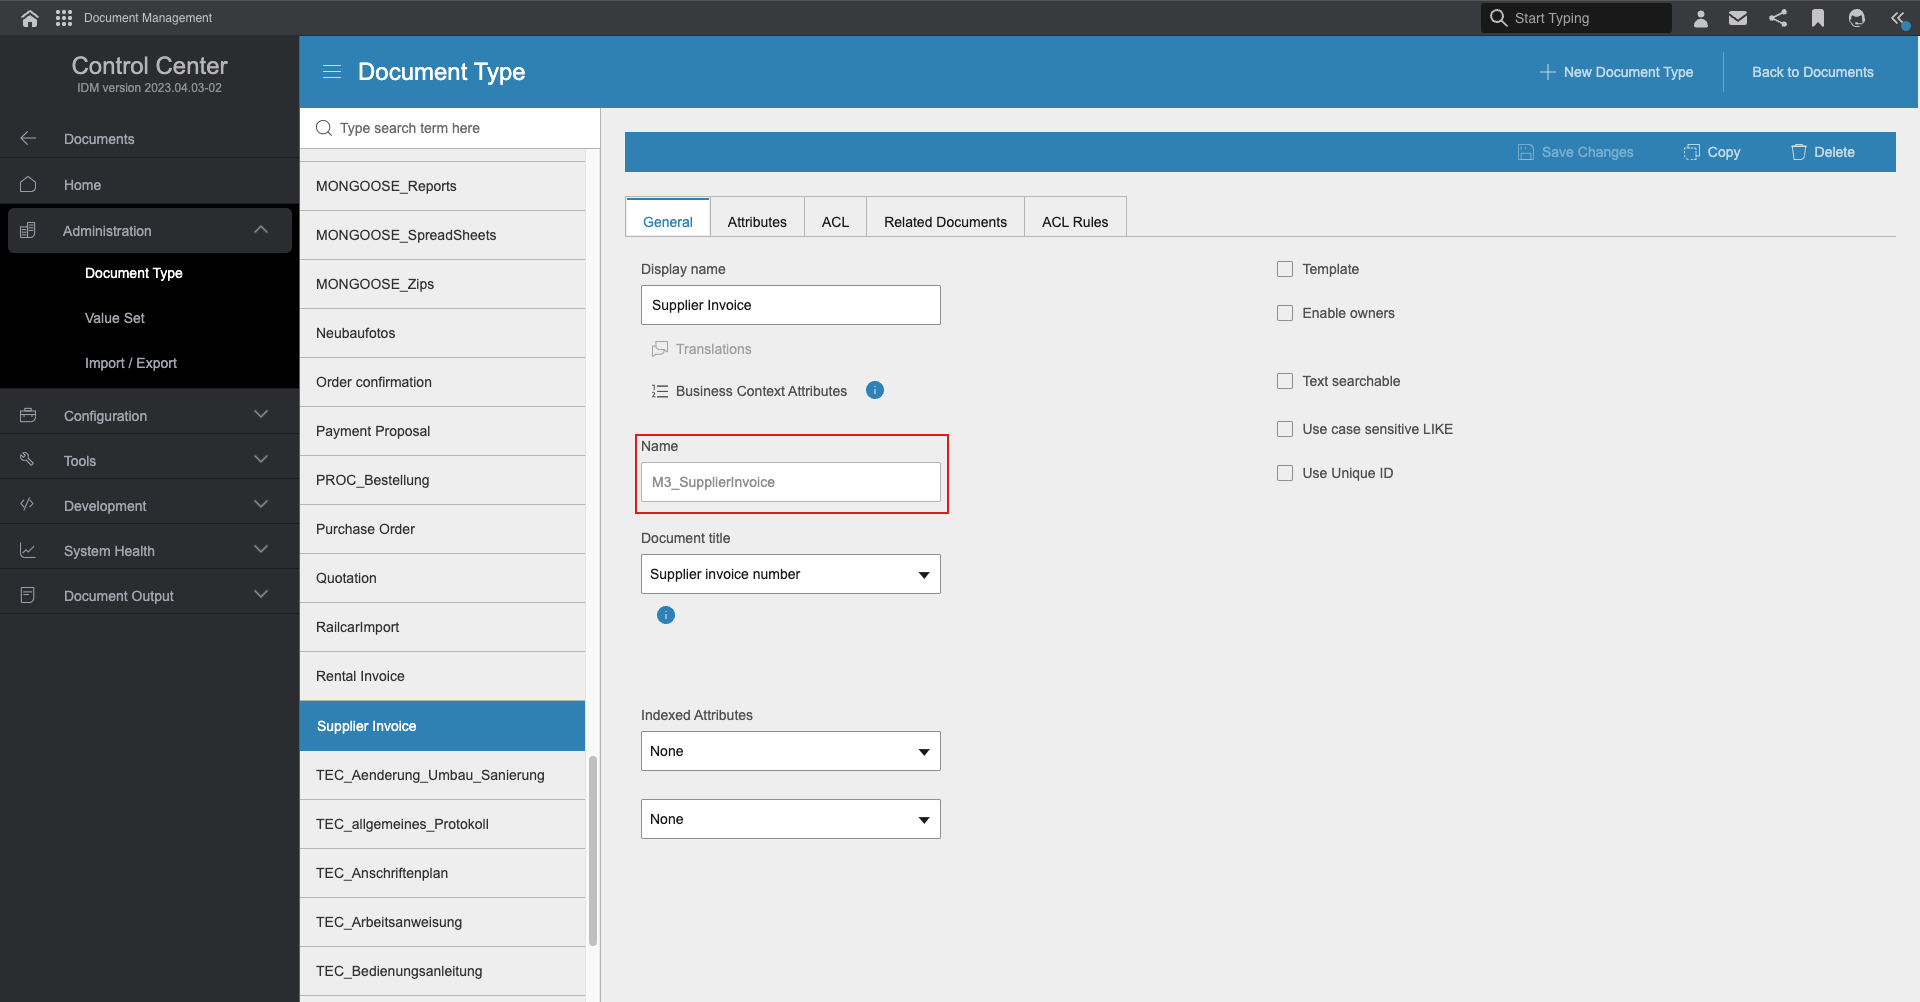 Document Management
Start Typing
Control Center
IDM version 2023.04.03-02
Documents
Home
Administration
Document Type
Value Set
Import / Export
Configuration
Tools
Development
System Health
Document Output
Document Type
New Document Type
Back to Documents
Type search term here
MONGOOSE_Reports
MONGOOSE_SpreadSheets
MONGOOSE_Zips
Neubaufotos
Order confirmation
Payment Proposal
PROC_Bestellung
Purchase Order
Quotation
RailcarImport
Rental Invoice
Supplier Invoice
TEC_Aenderung_Umbau_Sanierung
TEC_allgemeines_Protokoll
TEC_Anschriftenplan
TEC_Arbeitsanweisung
TEC_Bedienungsanleitung
Save Changes
Copy
Delete
General
Attributes
ACL
Related Documents
ACL Rules
Display name
Supplier Invoice
Translations
Business Context Attributes
Name
M3_SupplierInvoice
Document title
Supplier invoice number
Indexed Attributes
None
None
Template
Enable owners
Text searchable
Use case sensitive LIKE
Use Unique ID